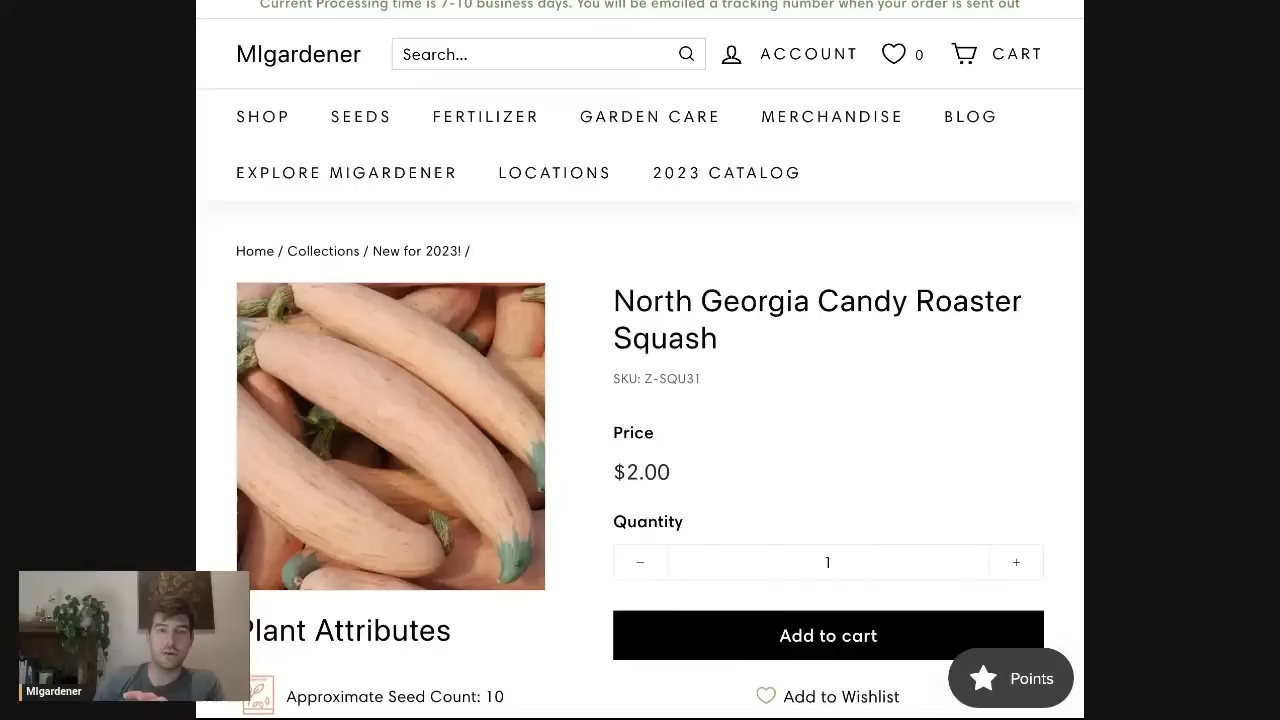 Current Processing time is 7-10 business days. You will be emailed a tracking number when your order is sent out
MIgardener
Search...
ACCOUNT
0
CART
SHOP
SEEDS
FERTILIZER
GARDEN CARE
MERCHANDISE
BLOG
EXPLORE MIGARDENER
LOCATIONS
2023 CATALOG
Home / Collections / New for 2023! /
North Georgia Candy Roaster
Squash
SKU: Z-SQU31
Price
$2.00
Quantity
− 1 +
Add to cart
Plant Attributes
Approximate Seed Count: 10
Add to Wishlist
Points
MIgardener